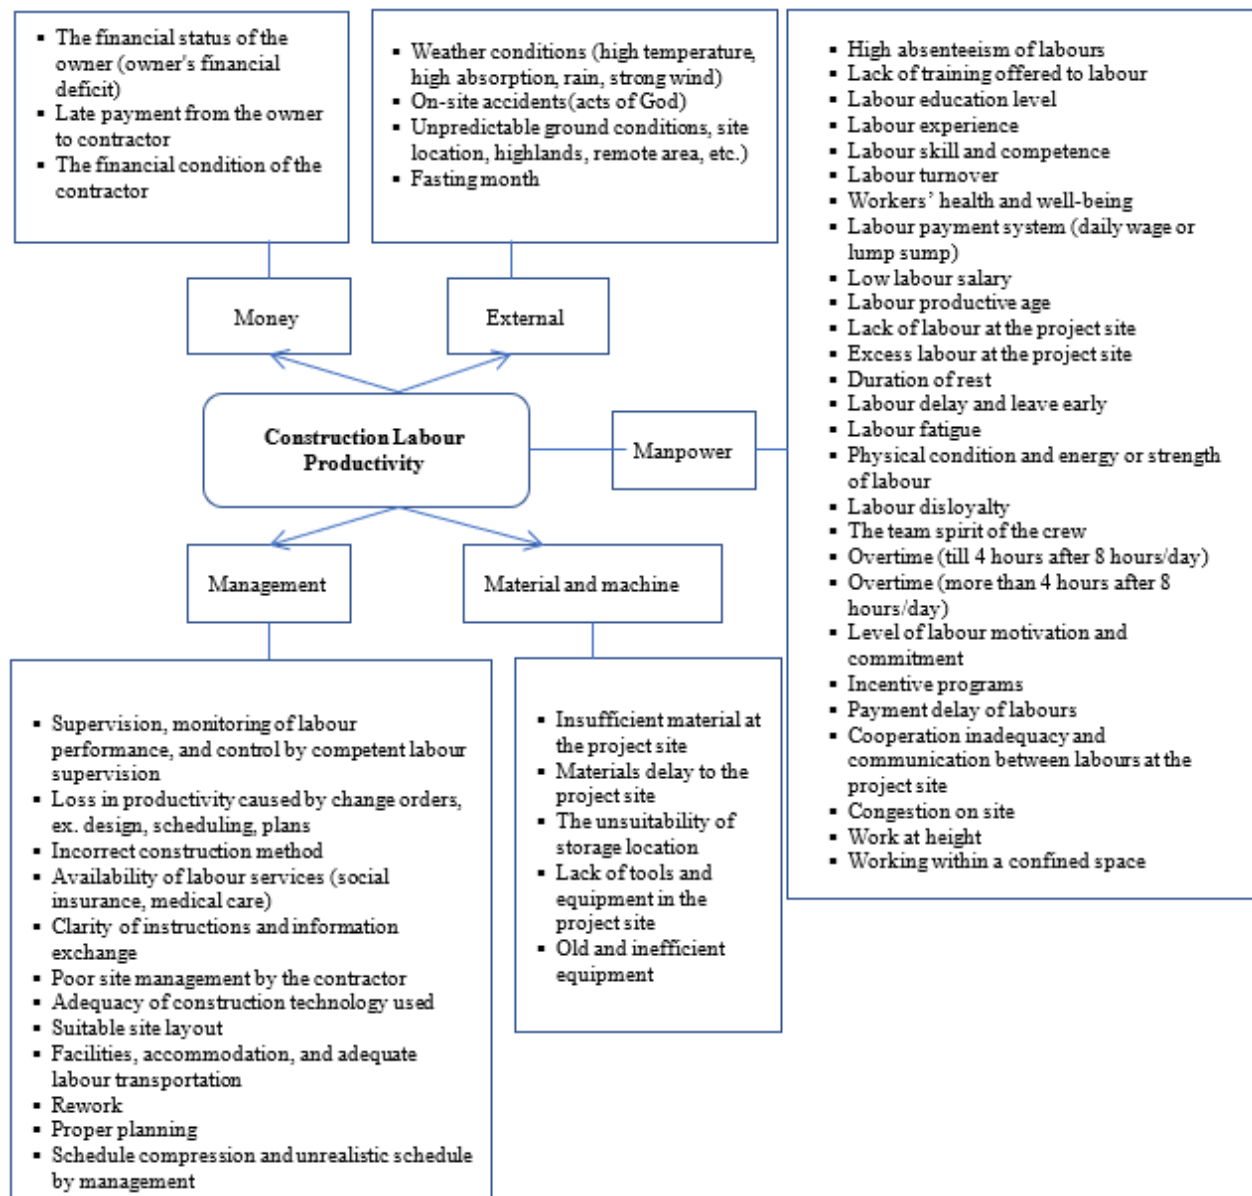 ▪ The financial status of the
owner (owner's financial
deficit)
▪ Late payment from the owner
to contractor
▪ The financial condition of the
contractor
▪ Weather conditions (high temperature,
high absorption, rain, strong wind)
▪ On-site accidents(acts of God)
▪ Unpredictable ground conditions, site
location, highlands, remote area, etc.)
▪ Fasting month
▪ High absenteeism of labours
▪ Lack of training offered to labour
▪ Labour education level
▪ Labour experience
▪ Labour skill and competence
▪ Labour turnover
▪ Workers’ health and well-being
▪ Labour payment system (daily wage or
lump sump)
▪ Low labour salary
▪ Labour productive age
▪ Lack of labour at the project site
▪ Excess labour at the project site
▪ Duration of rest
▪ Labour delay and leave early
▪ Labour fatigue
▪ Physical condition and energy or strength
of labour
▪ Labour disloyalty
▪ The team spirit of the crew
▪ Overtime (till 4 hours after 8 hours/day)
▪ Overtime (more than 4 hours after 8
hours/day)
▪ Level of labour motivation and
commitment
▪ Incentive programs
▪ Payment delay of labours
▪ Cooperation inadequacy and
communication between labours at the
project site
▪ Congestion on site
▪ Work at height
▪ Working within a confined space
Money
External
Construction Labour
Productivity
Manpower
Management
Material and machine
▪ Supervision, monitoring of labour
performance, and control by competent labour
supervision
▪ Loss in productivity caused by change orders,
ex. design, scheduling, plans
▪ Incorrect construction method
▪ Availability of labour services (social
insurance, medical care)
▪ Clarity of instructions and information
exchange
▪ Poor site management by the contractor
▪ Adequacy of construction technology used
▪ Suitable site layout
▪ Facilities, accommodation, and adequate
labour transportation
▪ Rework
▪ Proper planning
▪ Schedule compression and unrealistic schedule
by management
▪ Insufficient material at
the project site
▪ Materials delay to the
project site
▪ The unsuitability of
storage location
▪ Lack of tools and
equipment in the
project site
▪ Old and inefficient
equipment